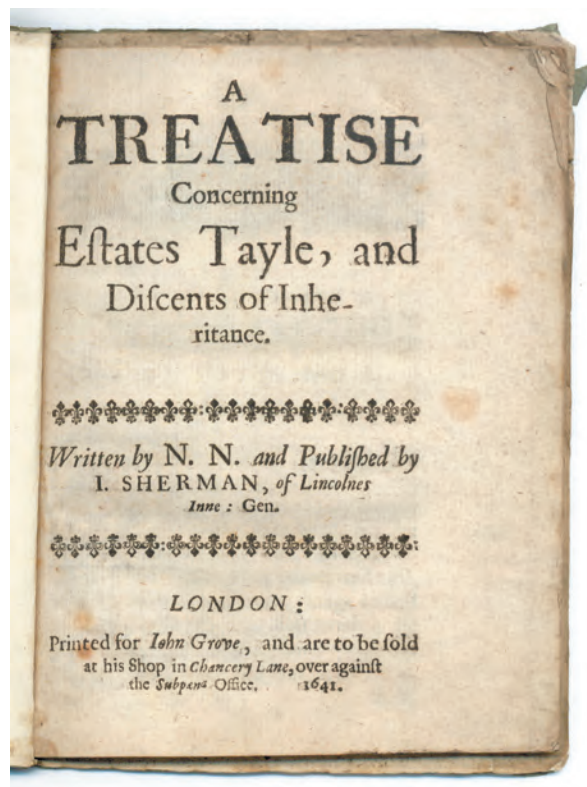 A
TREATISE
Concerning
Eſtates Tayle, and
Diſcents of Inhe-
ritance.
Written by N. N. and Publiſhed by
I. SHERMAN, of Lincolnes
Inne : Gen.
LONDON :
Printed for Iohn Grove, and are to be ſold
at his Shop in Chancery Lane, over againſt
the Subpæna Office. 1641.